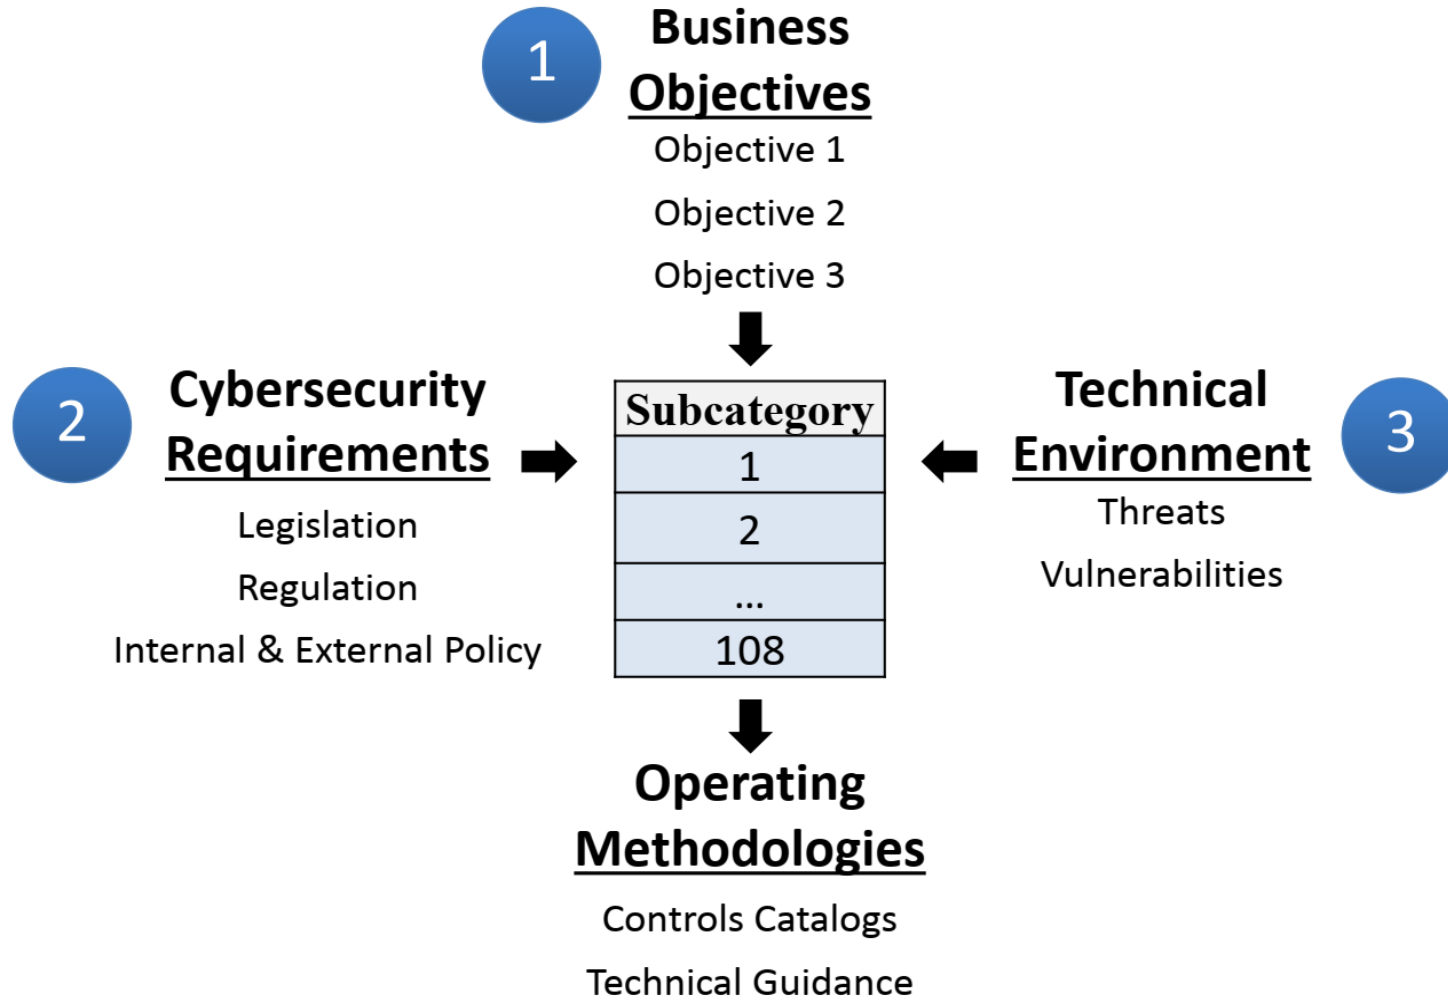 1
Business
Objectives
Objective 1
Objective 2
Objective 3
2
Cybersecurity
Requirements
Legislation
Regulation
Internal & External Policy
Subcategory
1
2
...
108
Technical
Environment
3
Threats
Vulnerabilities
Operating
Methodologies
Controls Catalogs
Technical Guidance